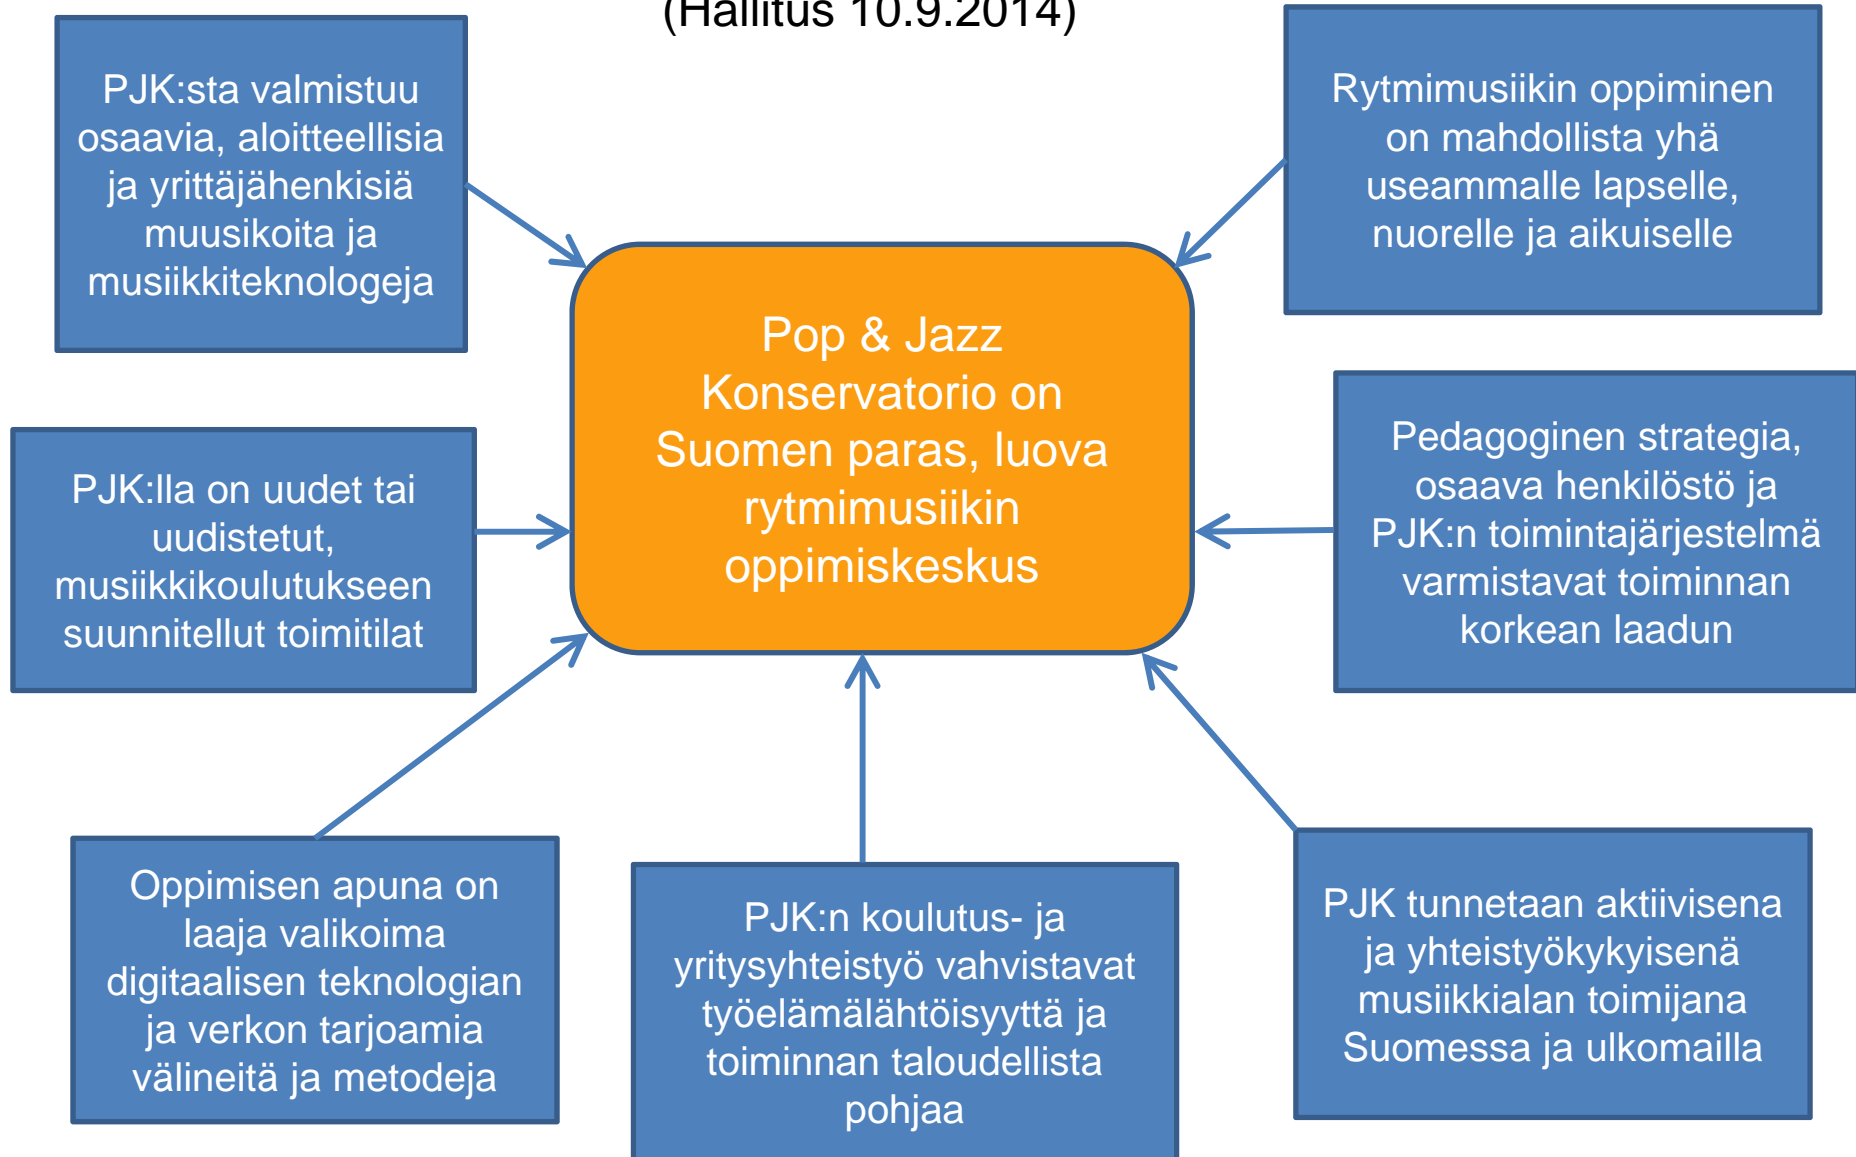 (Hallitus 10.9.2014)
PJK:sta valmistuu
osaavia, aloitteellisia
ja yrittäjähenkisiä
muusikoita ja
musiikkiteknologeja
Rytmimusiikin oppiminen
on mahdollista yhä
useammalle lapselle,
nuorelle ja aikuiselle
Pop & Jazz
Konservatorio on
Suomen paras, luova
rytmimusiikin
oppimiskeskus
PJK:lla on uudet tai
uudistetut,
musiikkikoulutukseen
suunnitellut toimitilat
Pedagoginen strategia,
osaava henkilöstö ja
PJK:n toimintajärjestelmä
varmistavat toiminnan
korkean laadun
Oppimisen apuna on
laaja valikoima
digitaalisen teknologian
ja verkon tarjoamia
välineitä ja metodeja
PJK:n koulutus- ja
yritysyhteistyö vahvistavat
työelämälähtöisyyttä ja
toiminnan taloudellista
pohjaa
PJK tunnetaan aktiivisena
ja yhteistyökykyisenä
musiikkialan toimijana
Suomessa ja ulkomailla